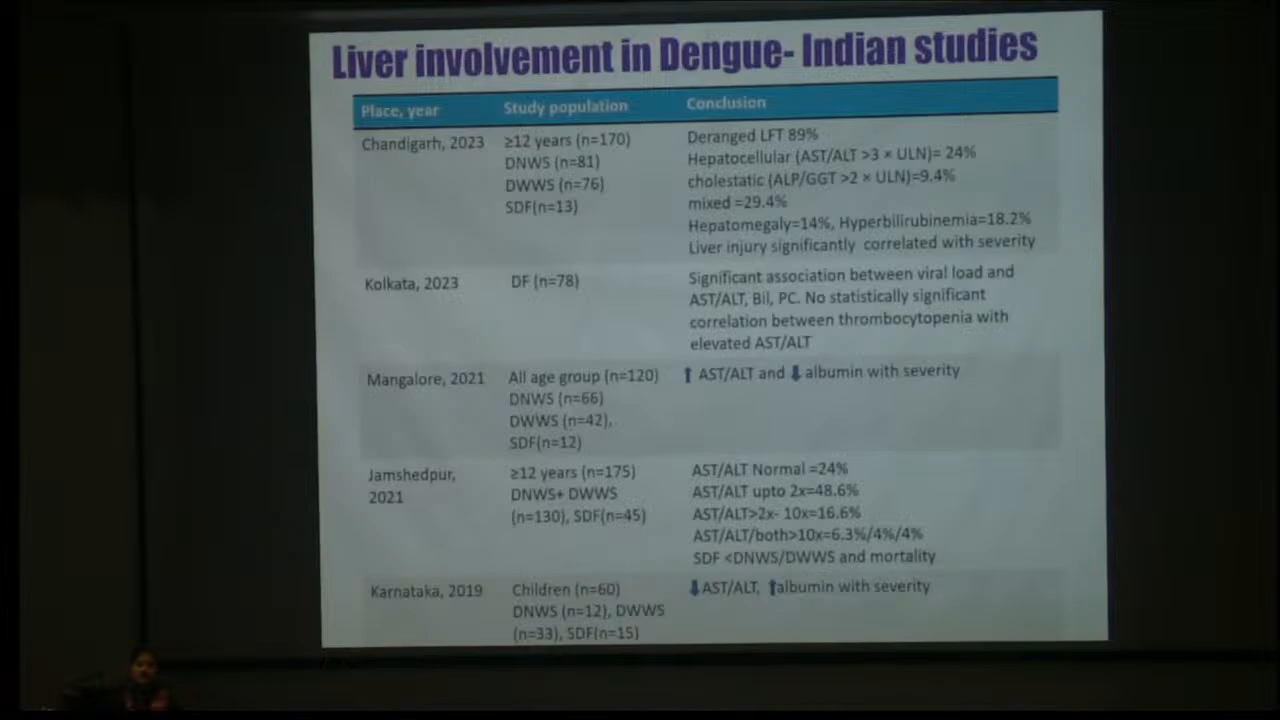 Liver involvement in Dengue- Indian studies
Place, year Study population Conclusion
Chandigarh, 2023
≥12 years (n=170)
DNWS (n=81)
DWWS (n=76)
SDF(n=13)
Deranged LFT 89%
Hepatocellular (AST/ALT >3 × ULN)= 24%
cholestatic (ALP/GGT >2 × ULN)=9.4%
mixed =29.4%
Hepatomegaly=14%, Hyperbilirubinemia=18.2%
Liver injury significantly correlated with severity
Kolkata, 2023
DF (n=78)
Significant association between viral load and
AST/ALT, Bil, PC. No statistically significant
correlation between thrombocytopenia with
elevated AST/ALT
Mangalore, 2021
All age group (n=120)
DNWS (n=66)
DWWS (n=42),
SDF(n=12)
⬆ AST/ALT and ⬇ albumin with severity
Jamshedpur,
2021
≥12 years (n=175)
DNWS+ DWWS
(n=130), SDF(n=45)
AST/ALT Normal =24%
AST/ALT upto 2x=48.6%
AST/ALT>2x- 10x=16.6%
AST/ALT/both>10x=6.3%/4%/4%
SDF <DNWS/DWWS and mortality
Karnataka, 2019
Children (n=60)
DNWS (n=12), DWWS
(n=33), SDF(n=15)
⬇AST/ALT, ⬆albumin with severity